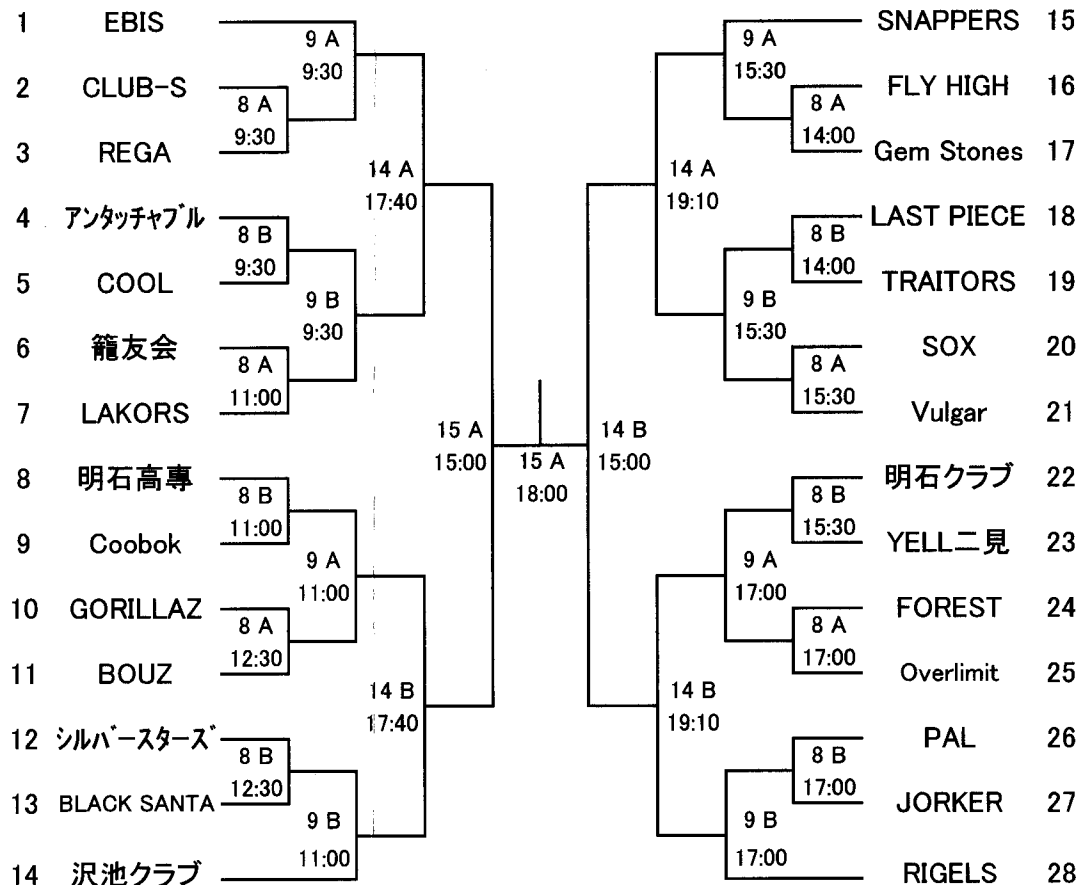 1 EBIS
9 A
9:30
2 CLUB-S
8 A
9:30
3 REGA
14 A
17:40
4 アンタッチャブル
8 B
9:30
5 COOL
9 B
9:30
6 籠友会
8 A
11:00
7 LAKORS
15 A
15:00
8 明石高専
8 B
11:00
9 Coobok
9 A
11:00
10 GORILLAZ
8 A
12:30
11 BOUZ
14 B
17:40
12 シルバースターズ
8 B
12:30
13 BLACK SANTA
9 B
11:00
14 沢池クラブ
15 A
18:00
SNAPPERS 15
9 A
15:30
FLY HIGH 16
8 A
14:00
Gem Stones 17
14 A
19:10
LAST PIECE 18
8 B
14:00
TRAITORS 19
9 B
15:30
SOX 20
8 A
15:30
Vulgar 21
14 B
15:00
明石クラブ 22
8 B
15:30
YELL二見 23
9 A
17:00
FOREST 24
8 A
17:00
Overlimit 25
14 B
19:10
PAL 26
8 B
17:00
JORKER 27
9 B
17:00
RIGELS 28